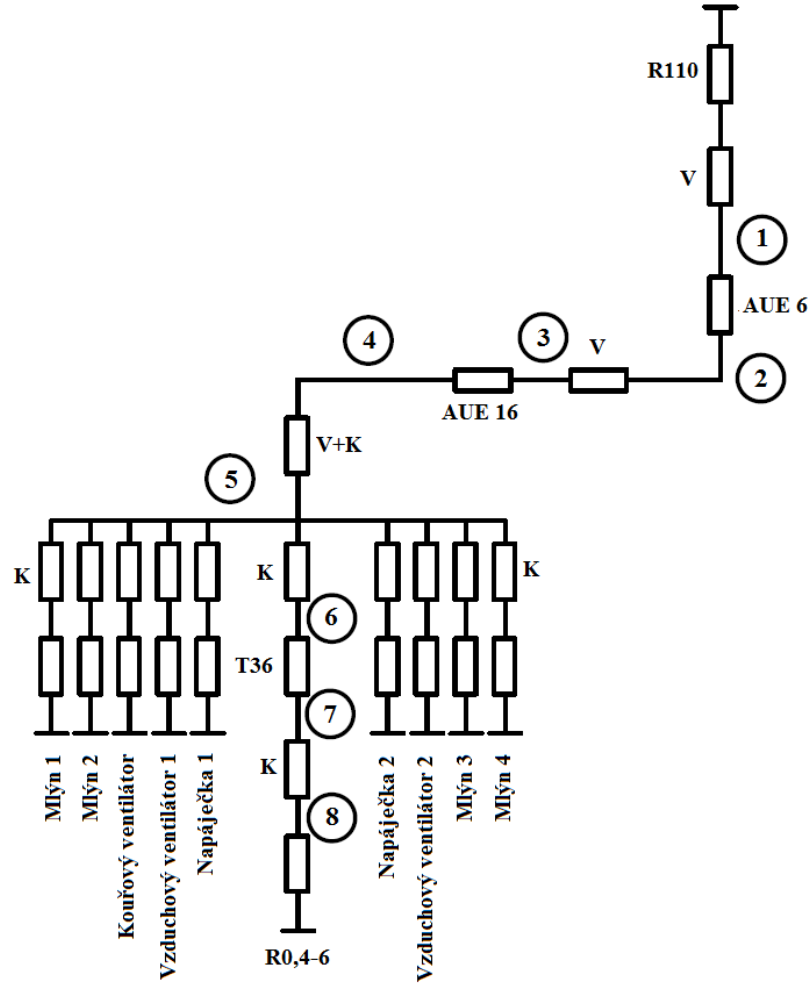 R110
V
1
AUE 6
2
3
V
4
AUE 16
V+K
5
K
K
K
6
T36
7
K
8
Mlýn 1
Mlýn 2
Kouřový ventilátor
Vzduchový ventilátor 1
Napáječka 1
Napáječka 2
Vzduchový ventilátor 2
Mlýn 3
Mlýn 4
R0,4-6